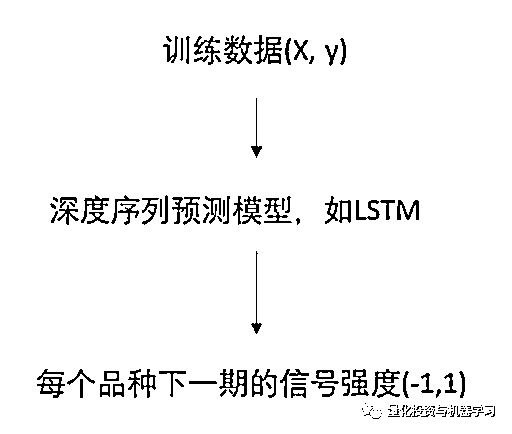 训练数据(X, y)
深度序列预测模型，如LSTM
每个品种下一期的信号强度(-1,1)
量化投资与机器学习